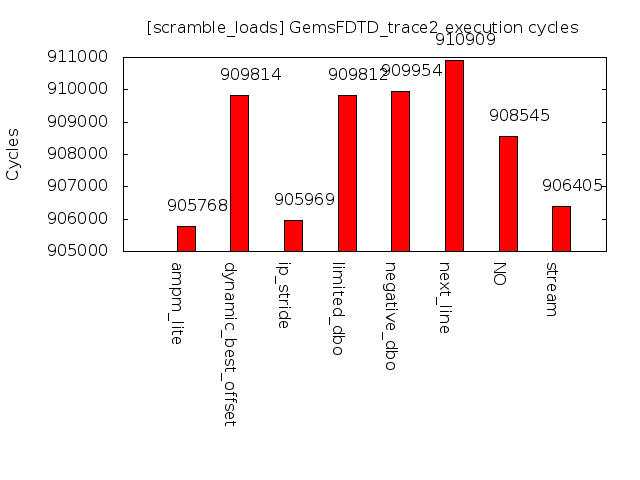 [scramble_loads] GemsFDTD_trace2 execution cycles
Cycles
911000
910000
909000
908000
907000
906000
905000
905768
909814
905969
909812
909954
910909
908545
906405
ampm_lite
dynamic_best_offset
ip_stride
limited_dbo
negative_dbo
next_line
NO
stream